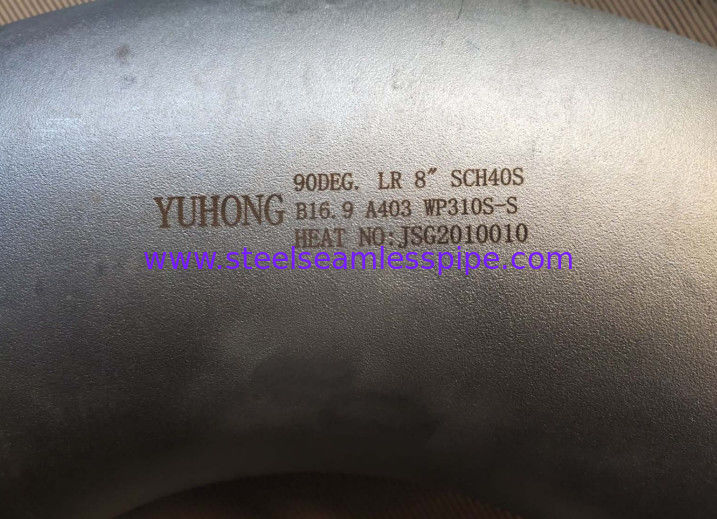 90DEG. LR 8″ SCH40S
YUHONG B16.9 A403 WP310S-S
HEAT NO:JSG2010010
www.steelseamlesspipe.com